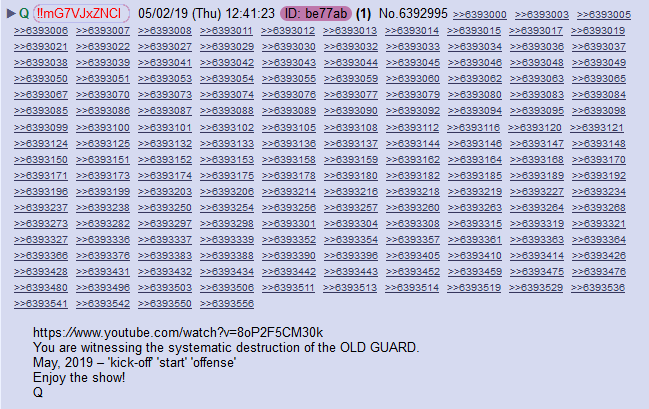 ▶ Q !!mG7VJxZNCI 05/02/19 (Thu) 12:41:23 ID: be77ab (1) No.6392995 >>6393000 >>6393003 >>6393005
>>6393006 >>6393007 >>6393008 >>6393011 >>6393012 >>6393013 >>6393014 >>6393015 >>6393017 >>6393019
>>6393021 >>6393022 >>6393027 >>6393029 >>6393030 >>6393032 >>6393033 >>6393034 >>6393036 >>6393037
>>6393038 >>6393039 >>6393041 >>6393042 >>6393043 >>6393044 >>6393045 >>6393046 >>6393048 >>6393049
>>6393050 >>6393051 >>6393053 >>6393054 >>6393056 >>6393059 >>6393060 >>6393062 >>6393063 >>6393065
>>6393067 >>6393070 >>6393073 >>6393074 >>6393076 >>6393077 >>6393079 >>6393080 >>6393083 >>6393084
>>6393085 >>6393086 >>6393087 >>6393088 >>6393089 >>6393090 >>6393092 >>6393094 >>6393095 >>6393098
>>6393099 >>6393100 >>6393101 >>6393102 >>6393105 >>6393108 >>6393112 >>6393116 >>6393120 >>6393121
>>6393124 >>6393125 >>6393132 >>6393133 >>6393136 >>6393137 >>6393144 >>6393146 >>6393147 >>6393148
>>6393150 >>6393151 >>6393152 >>6393153 >>6393158 >>6393159 >>6393162 >>6393164 >>6393168 >>6393170
>>6393171 >>6393173 >>6393174 >>6393175 >>6393178 >>6393180 >>6393182 >>6393185 >>6393189 >>6393192
>>6393196 >>6393199 >>6393203 >>6393206 >>6393214 >>6393216 >>6393218 >>6393219 >>6393227 >>6393234
>>6393237 >>6393238 >>6393250 >>6393254 >>6393256 >>6393257 >>6393260 >>6393263 >>6393264 >>6393268
>>6393273 >>6393282 >>6393297 >>6393298 >>6393301 >>6393304 >>6393308 >>6393315 >>6393319 >>6393321
>>6393327 >>6393336 >>6393337 >>6393339 >>6393352 >>6393354 >>6393357 >>6393361 >>6393363 >>6393364
>>6393366 >>6393376 >>6393383 >>6393388 >>6393390 >>6393396 >>6393405 >>6393410 >>6393414 >>6393426
>>6393428 >>6393431 >>6393432 >>6393434 >>6393442 >>6393443 >>6393452 >>6393459 >>6393475 >>6393476
>>6393480 >>6393496 >>6393503 >>6393506 >>6393511 >>6393513 >>6393514 >>6393519 >>6393529 >>6393536
>>6393541 >>6393542 >>6393550 >>6393556
https://www.youtube.com/watch?v=8oP2F5CM30k
You are witnessing the systematic destruction of the OLD GUARD.
May, 2019 – 'kick-off' 'start' 'offense'
Enjoy the show!
Q